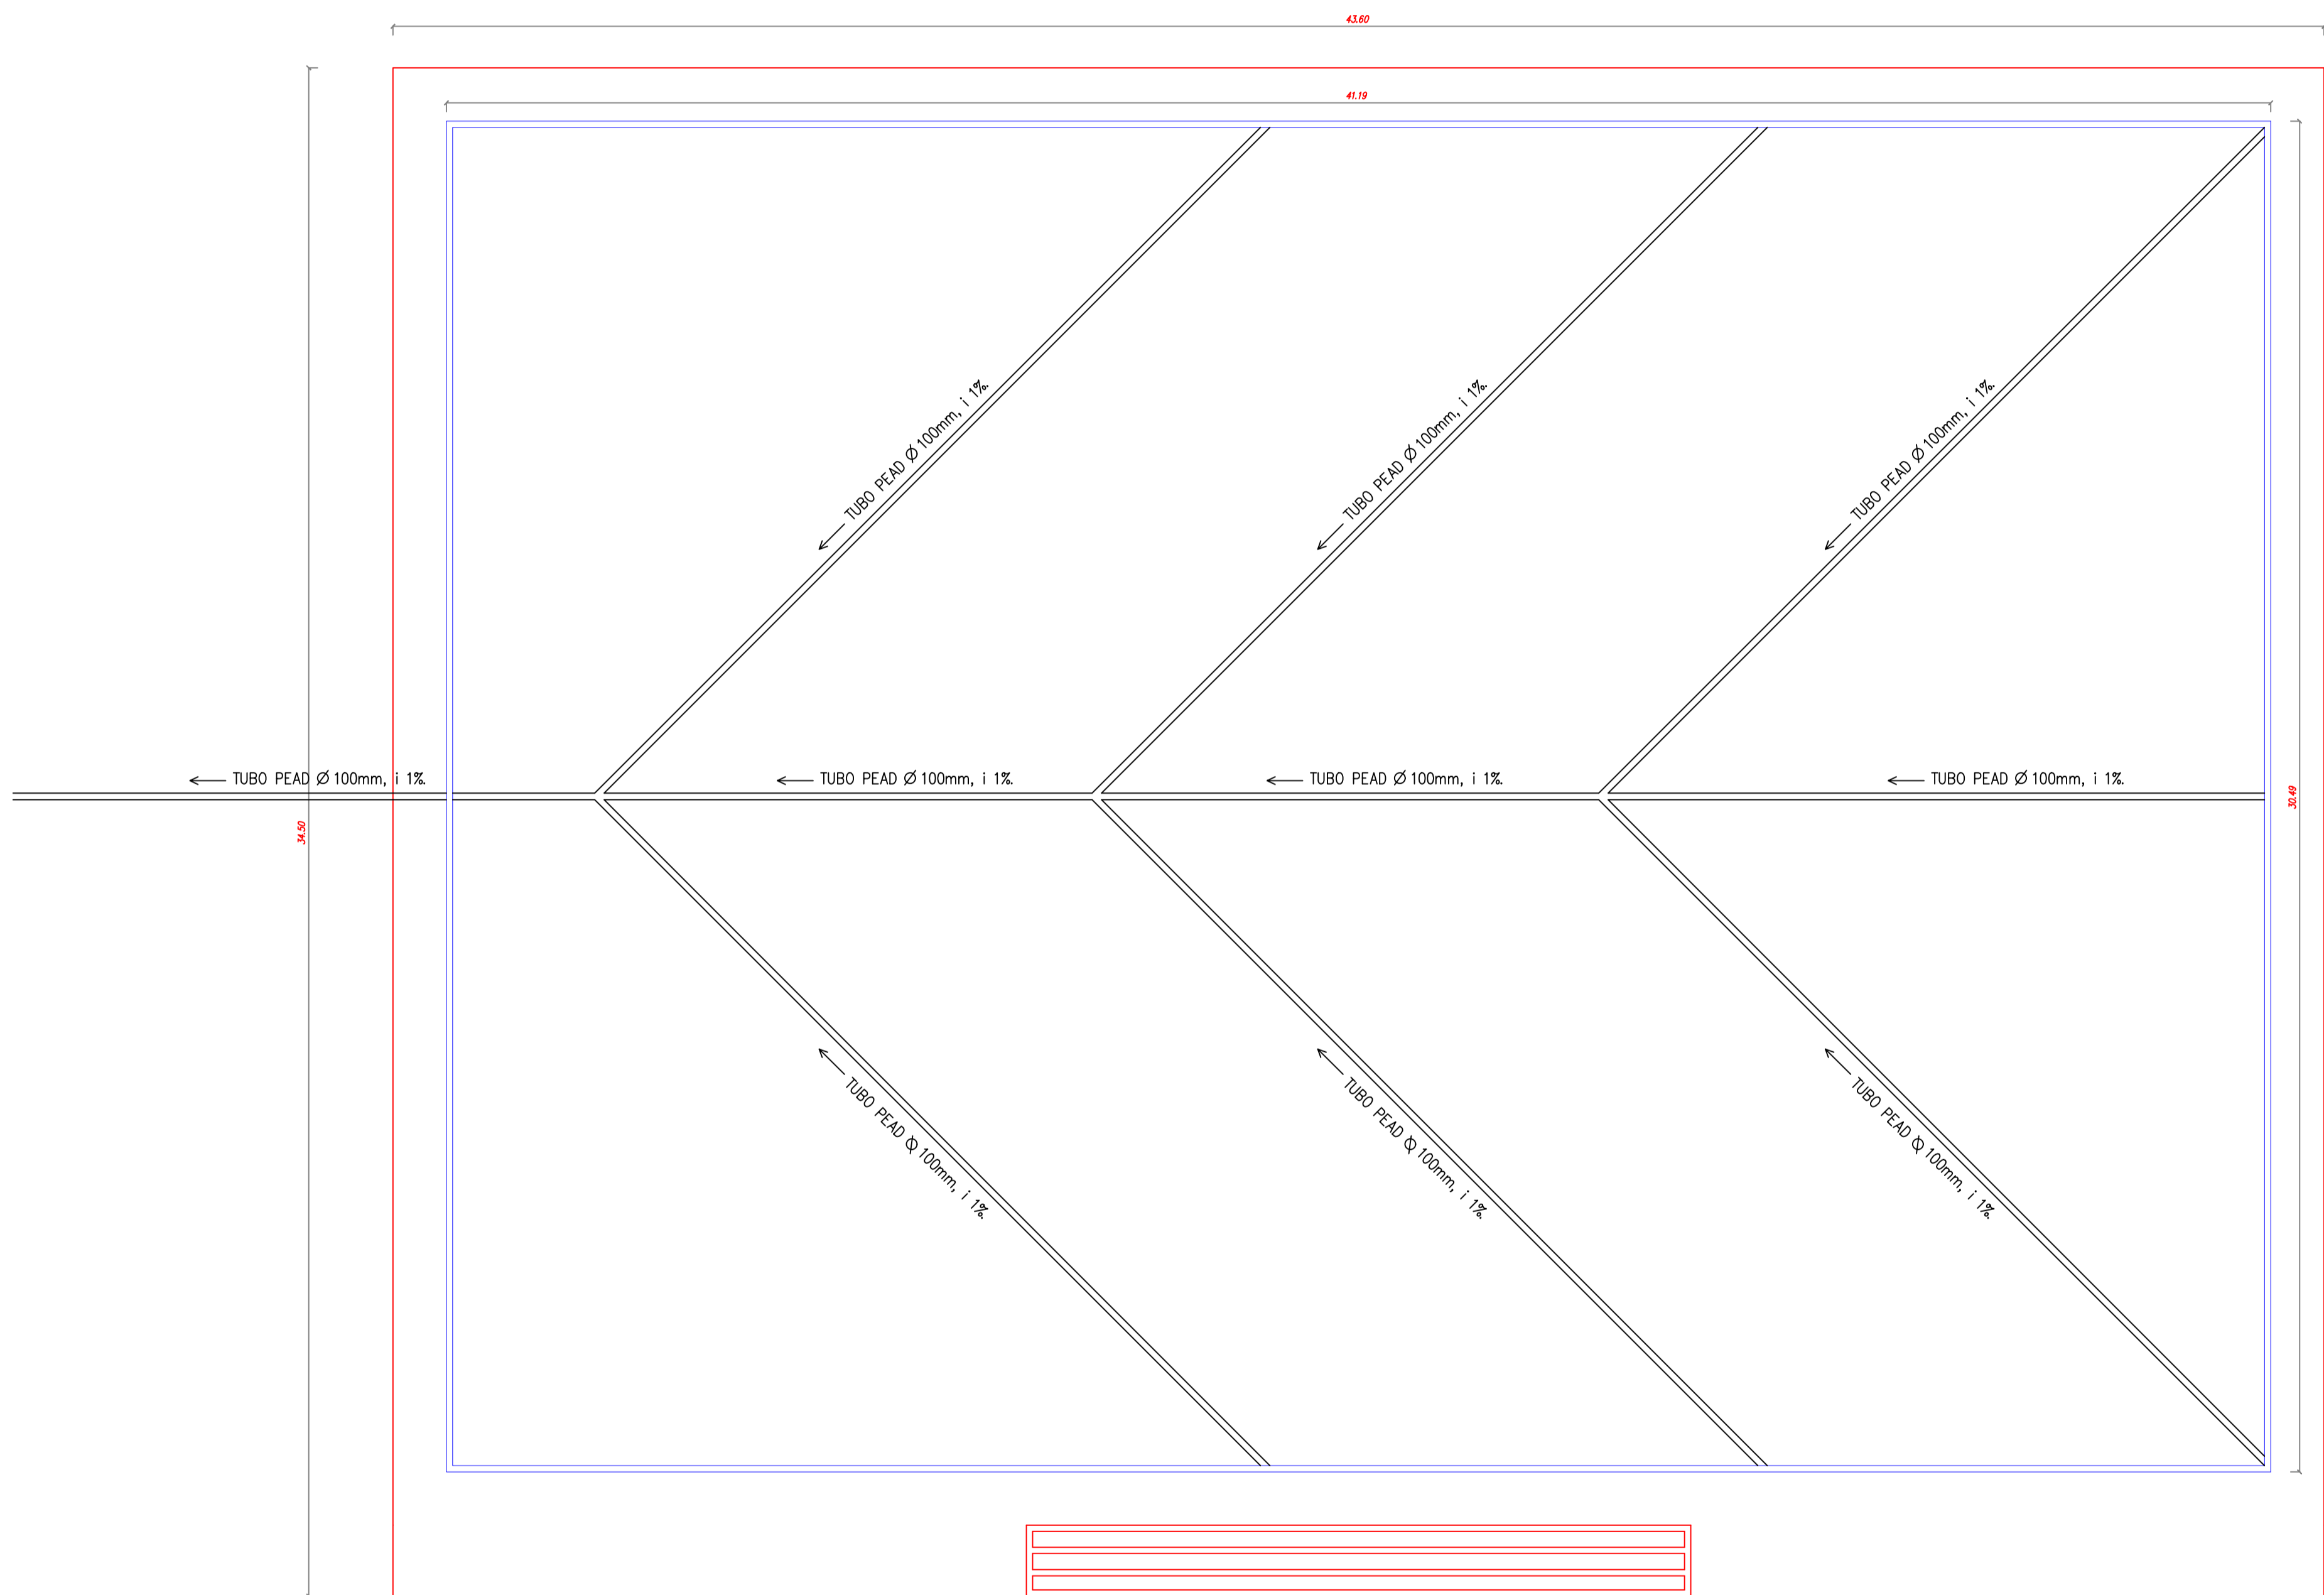 43.60
41.19
TUBO PEAD Ø 100mm, i 1%.
TUBO PEAD Ø 100mm, i 1%.
TUBO PEAD Ø 100mm, i 1%.
TUBO PEAD Ø 100mm, i 1%.
TUBO PEAD Ø 100mm, i 1%.
TUBO PEAD Ø 100mm, i 1%.
TUBO PEAD Ø 100mm, i 1%.
34.50
30.49
TUBO PEAD Ø 100mm, i 1%.
TUBO PEAD Ø 100mm, i 1%.
TUBO PEAD Ø 100mm, i 1%.